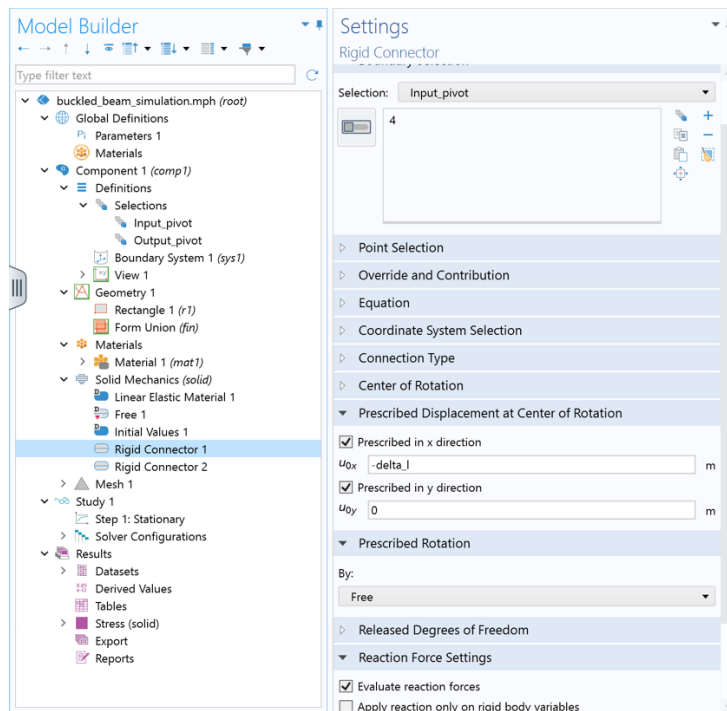 Model Builder
Type filter text
buckled_beam_simulation.mph (root)
Global Definitions
Pi Parameters 1
Materials
Component 1 (comp1)
Definitions
Selections
Input_pivot
Output_pivot
Boundary System 1 (sys1)
View 1
Geometry 1
Rectangle 1 (r1)
Form Union (fin)
Materials
Material 1 (mat1)
Solid Mechanics (solid)
Linear Elastic Material 1
Free 1
Initial Values 1
Rigid Connector 1
Rigid Connector 2
Mesh 1
Study 1
Step 1: Stationary
Solver Configurations
Results
Datasets
Derived Values
Tables
Stress (solid)
Export
Reports
Settings
Rigid Connector
Boundary Selection
Selection: Input_pivot
4
Point Selection
Override and Contribution
Equation
Coordinate System Selection
Connection Type
Center of Rotation
Prescribed Displacement at Center of Rotation
Prescribed in x direction
u0x -delta_l m
Prescribed in y direction
u0y 0 m
Prescribed Rotation
By:
Free
Released Degrees of Freedom
Reaction Force Settings
Evaluate reaction forces
Apply reaction only on rigid body variables